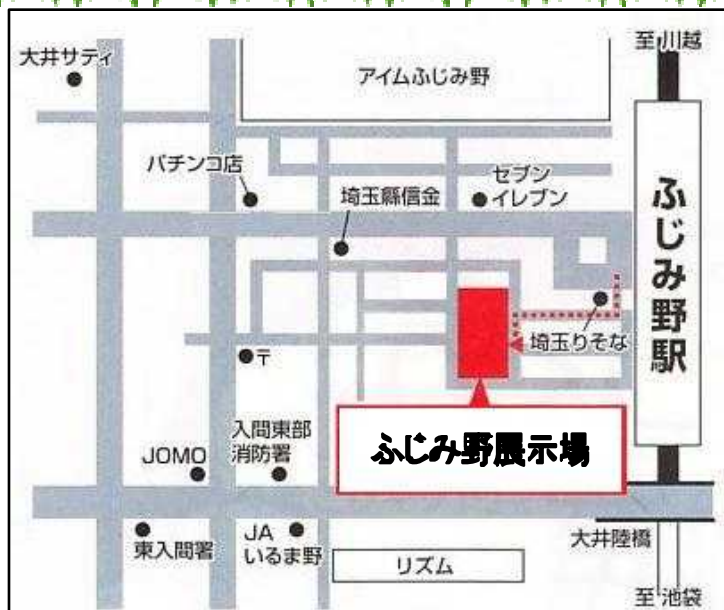 至川越
大井サティ
アイムふじみ野
パチンコ店
セブン
イレブン
埼玉縣信金
ふじみ野駅
埼玉りそな
〒
ふじみ野展示場
入間東部
消防署
JOMO
東入間署
JA
いるま野
リズム
大井陸橋
至池袋